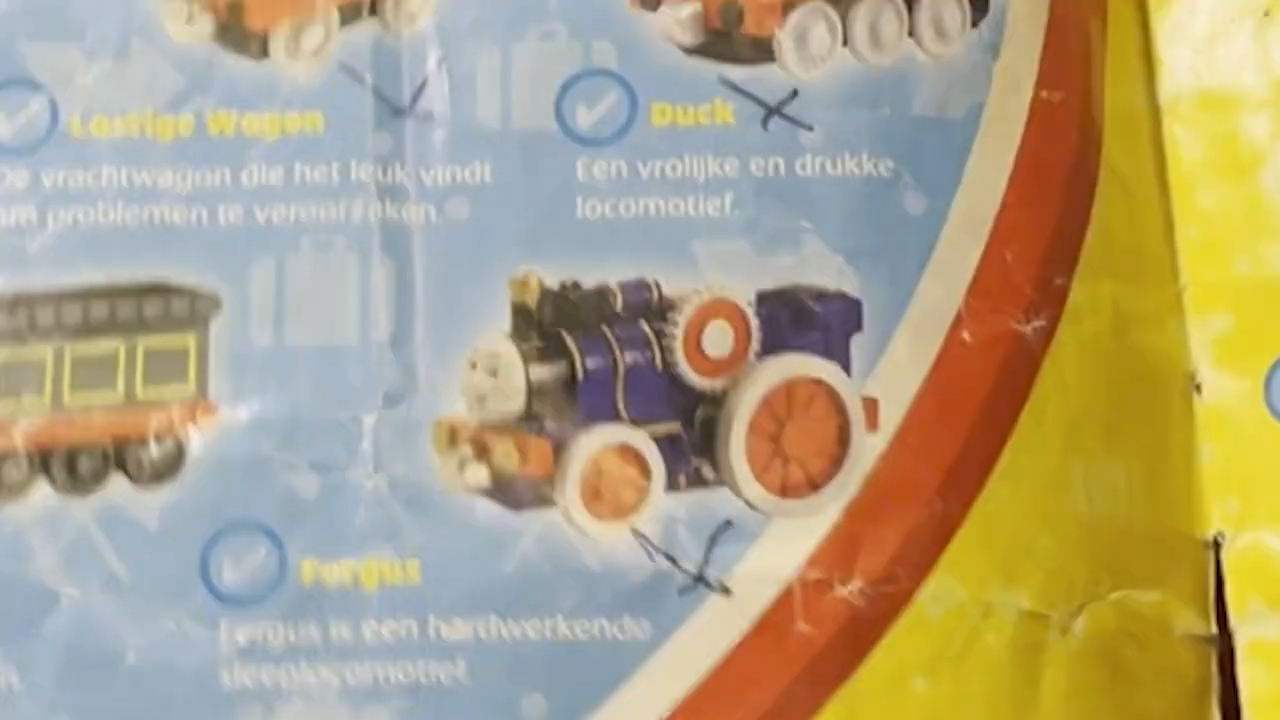 Lastige Wagon
De vrachtwagon die het leuk vindt
om problemen te veroorzaken.
Duck
Een vrolijke en drukke
locomotief.
Fergus
Fergus is een hardwerkende
sleeplocomotief.